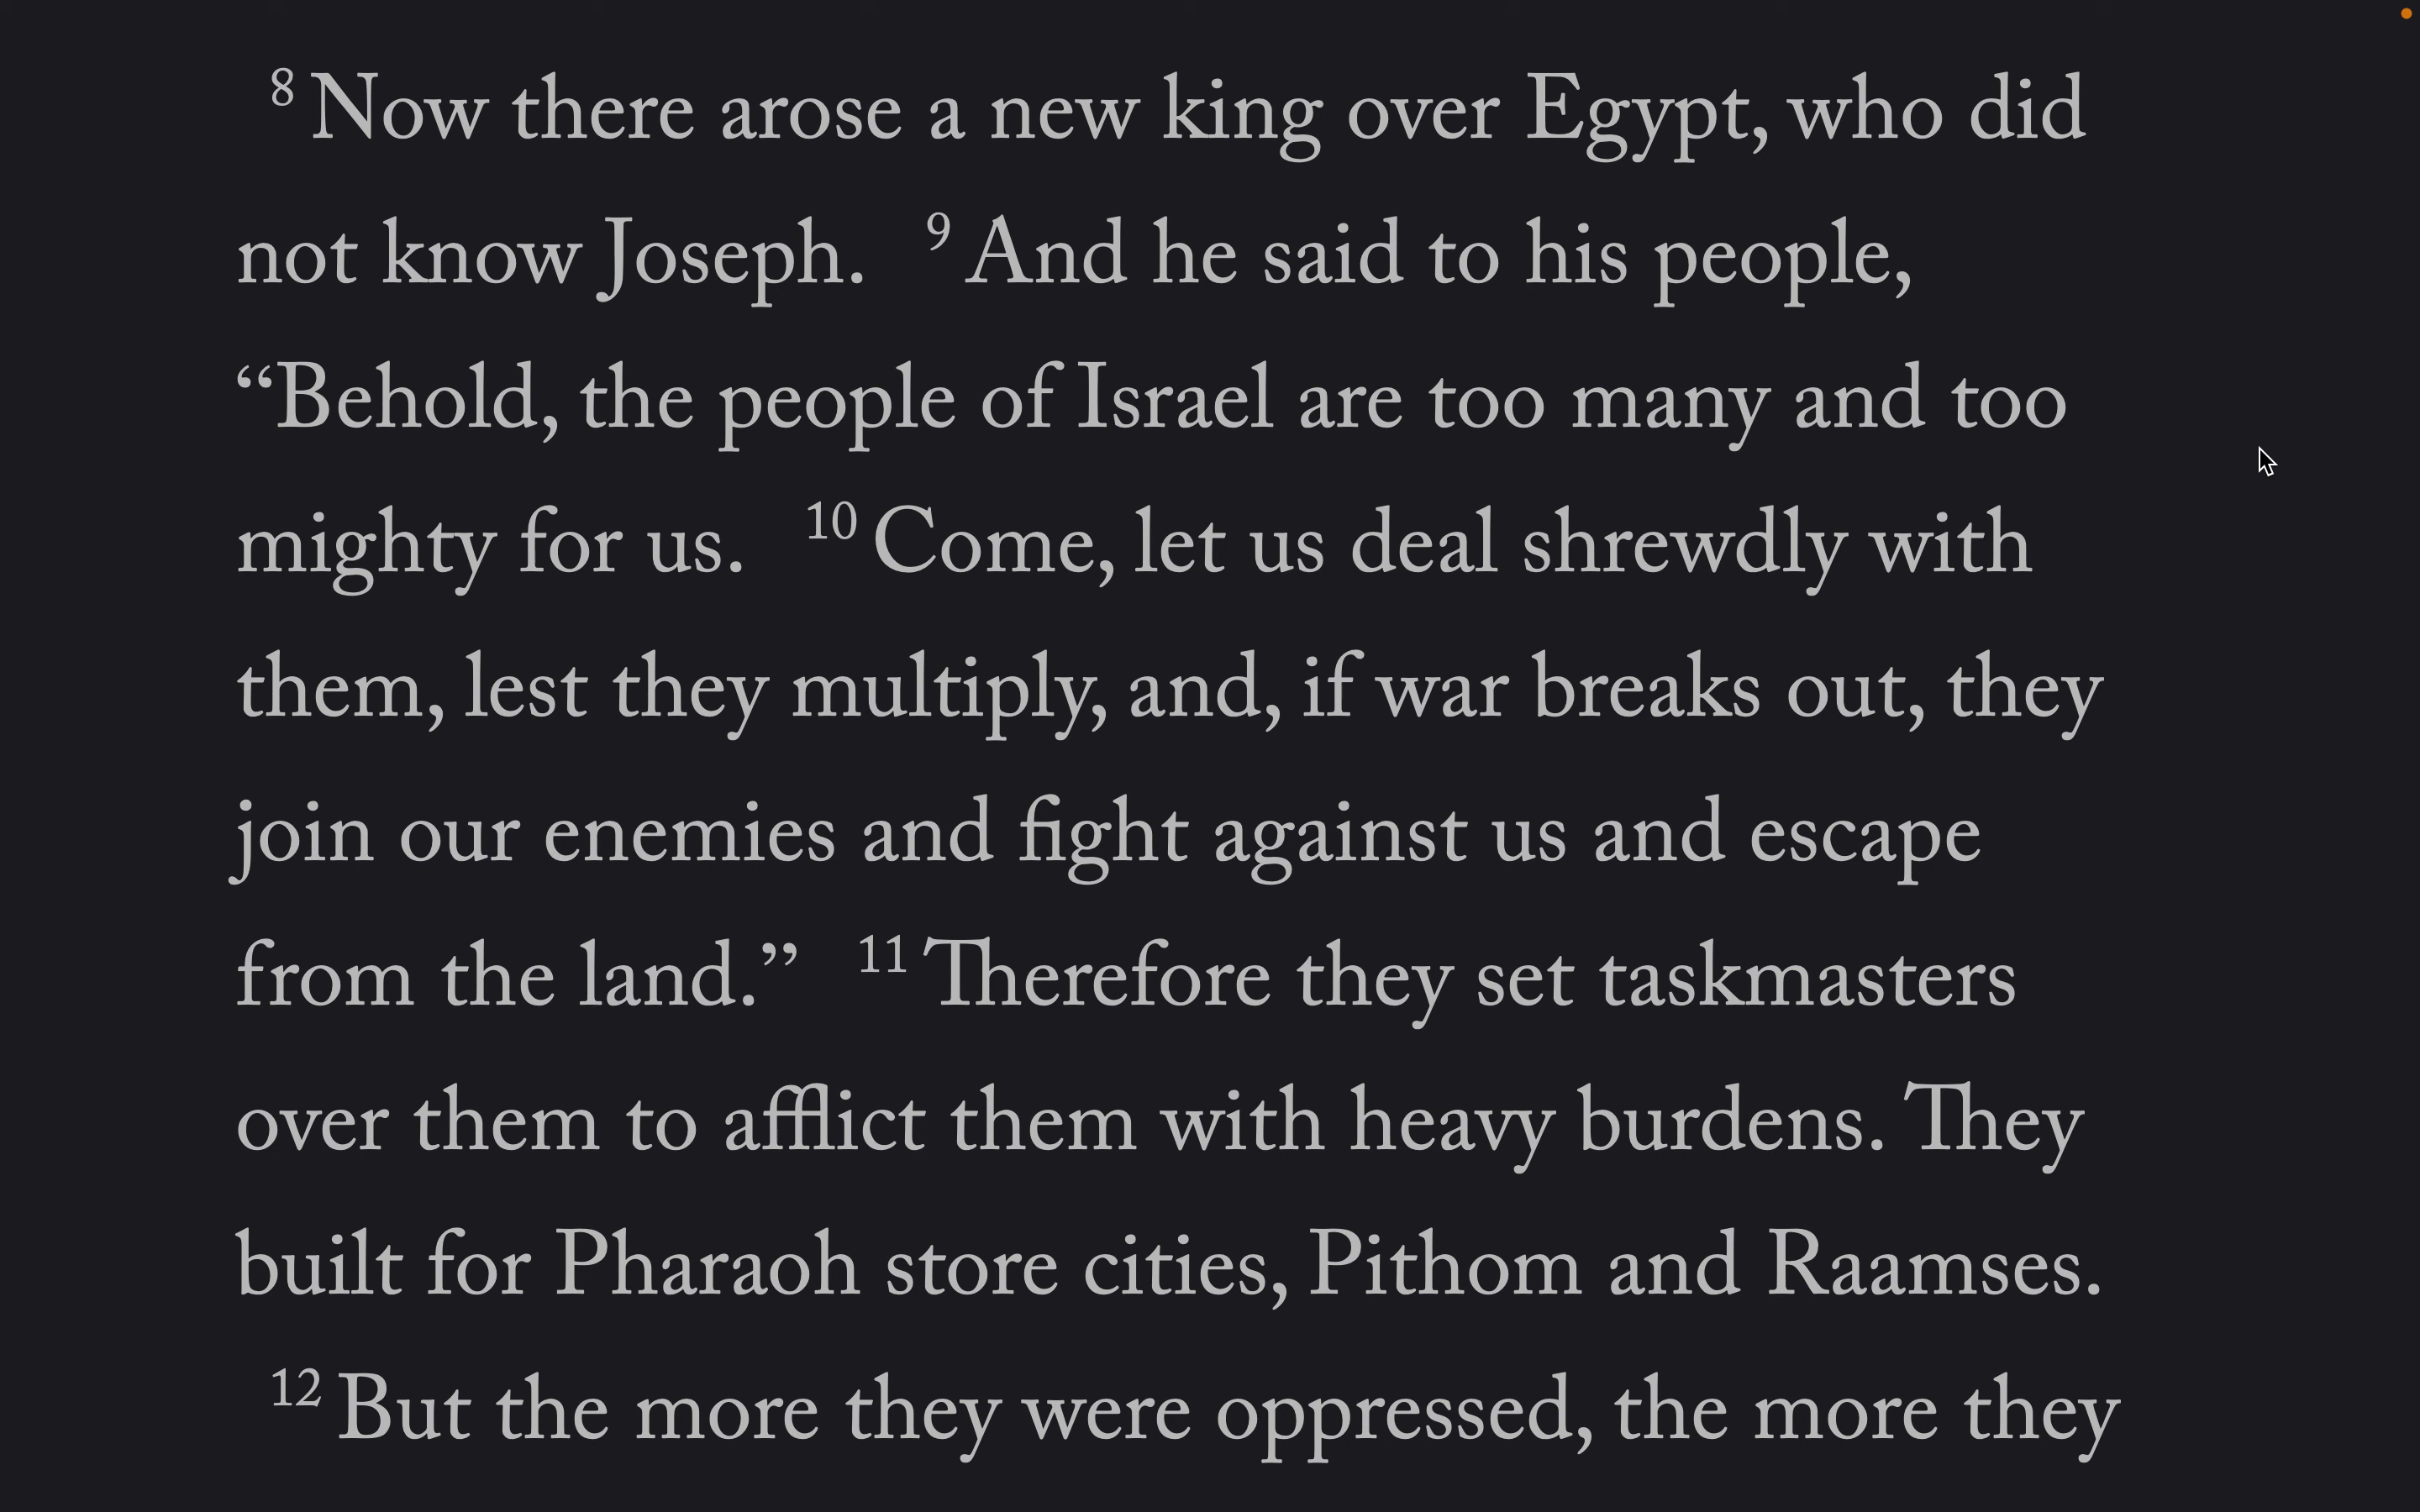 8 Now there arose a new king over Egypt, who did
not know Joseph. 9 And he said to his people,
“Behold, the people of Israel are too many and too
mighty for us. 10 Come, let us deal shrewdly with
them, lest they multiply, and, if war breaks out, they
join our enemies and fight against us and escape
from the land.” 11 Therefore they set taskmasters
over them to afflict them with heavy burdens. They
built for Pharaoh store cities, Pithom and Raamses.
12 But the more they were oppressed, the more they